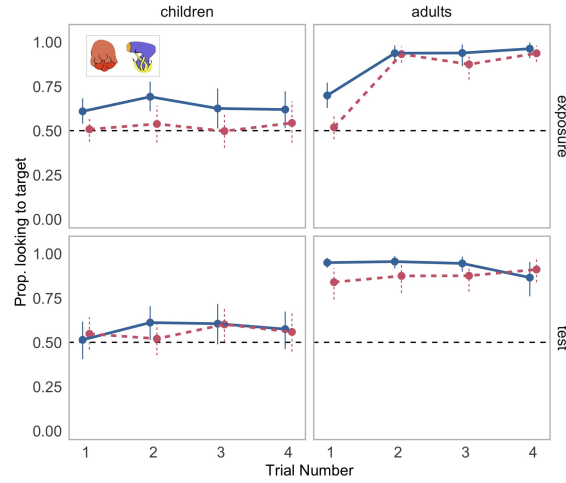 children adults
1.00
0.75
0.50
0.25
0.00
exposure
1.00
0.75
0.50
0.25
0.00
test
Prop. looking to target
1 2 3 4 1 2 3 4
Trial Number